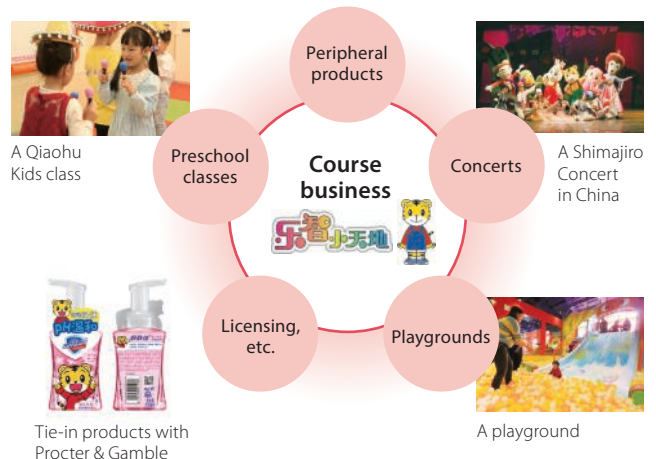 Peripheral
products
A Qiaohu
Kids class
Preschool
classes
Course
business
乐智小天地
Concerts
A Shimajiro
Concert
in China
Licensing,
etc.
Playgrounds
Tie-in products with
Procter & Gamble
A playground